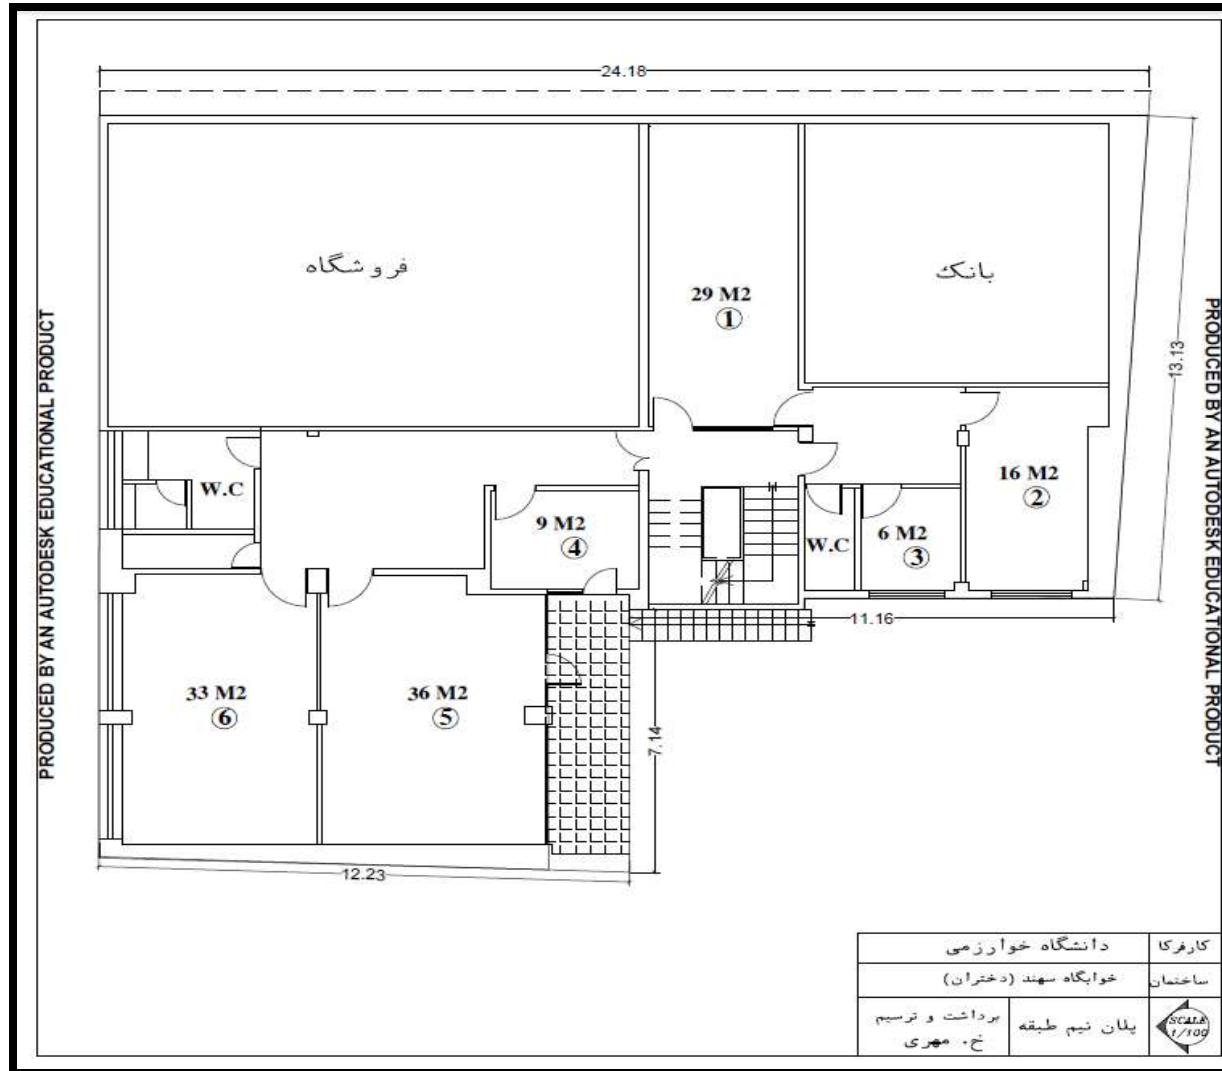 24.18
فروشگاه
بانک
29 M2
1
13.13
PRODUCED BY AN AUTODESK EDUCATIONAL PRODUCT
PRODUCED BY AN AUTODESK EDUCATIONAL PRODUCT
W.C
16 M2
2
9 M2
4
W.C
6 M2
3
11.16
33 M2
6
36 M2
5
7.14
12.23
کارفرکا
دانشگاه خوارزمی
ساختمان
خوابگاه سهند (دختران)
SCALE
1/100
پلان نیم طبقه
برداشت و ترسیم
خ. مهری